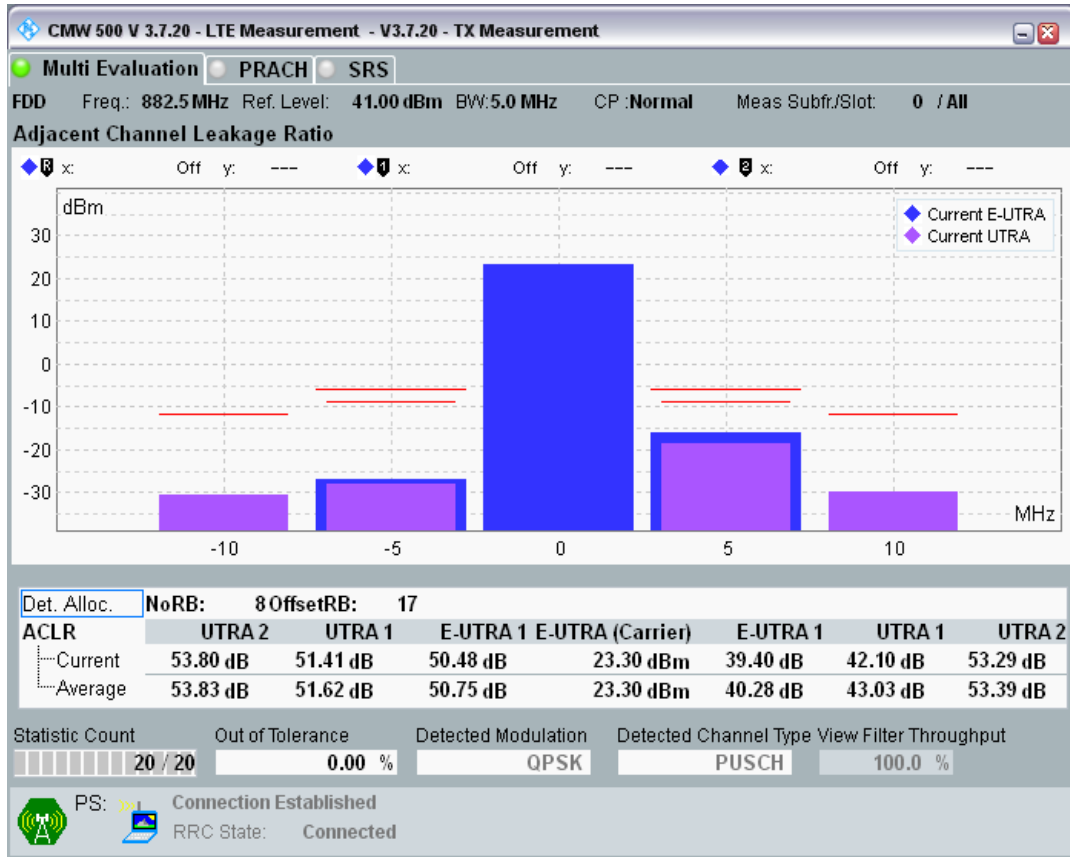 CMW 500 V 3.7.20 - LTE Measurement - V3.7.20 - TX Measurement
Multi Evaluation PRACH SRS
FDD Freq.: 882.5 MHz Ref. Level: 41.00 dBm BW: 5.0 MHz CP :Normal Meas Subfr./Slot: 0 / All
Adjacent Channel Leakage Ratio
R x: Off y: --- 1 x: Off y: --- 2 x: Off y: ---
dBm
Current E-UTRA
Current UTRA
30
20
10
0
-10
-20
-30
MHz
-10 -5 0 5 10
Det. Alloc. NoRB: 8 OffsetRB: 17
ACLR UTRA 2 UTRA 1 E-UTRA 1 E-UTRA (Carrier) E-UTRA 1 UTRA 1 UTRA 2
Current 53.80 dB 51.41 dB 50.48 dB 23.30 dBm 39.40 dB 42.10 dB 53.29 dB
Average 53.83 dB 51.62 dB 50.75 dB 23.30 dBm 40.28 dB 43.03 dB 53.39 dB
Statistic Count Out of Tolerance Detected Modulation Detected Channel Type View Filter Throughput
20 / 20 0.00 % QPSK PUSCH 100.0 %
PS: Connection Established
RRC State: Connected